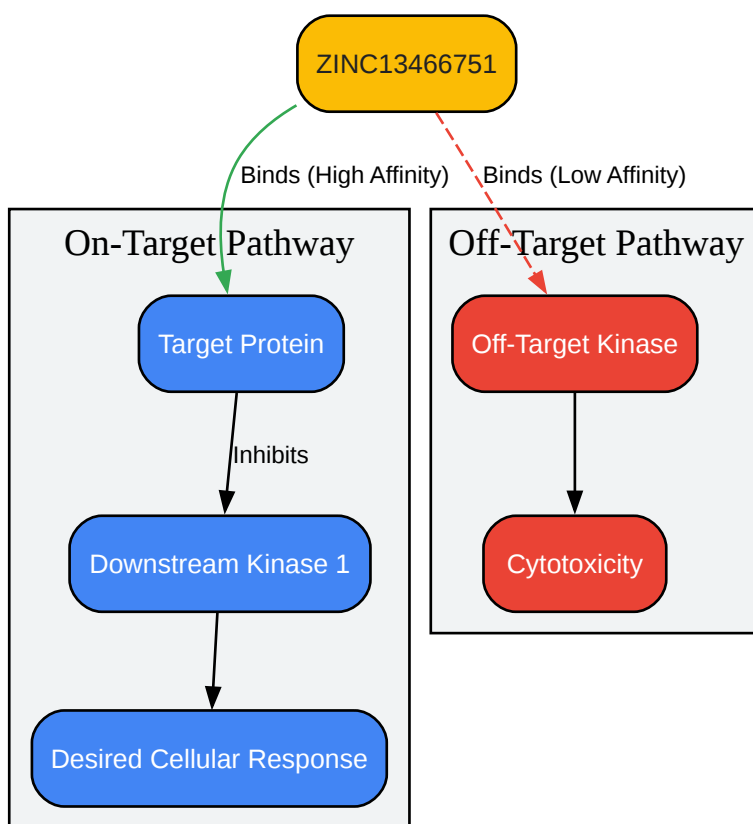 ZINC13466751
Binds (High Affinity)
Binds (Low Affinity)
On-Target Pathway
Off-Target Pathway
Target Protein
Off-Target Kinase
Inhibits
Downstream Kinase 1
Cytotoxicity
Desired Cellular Response